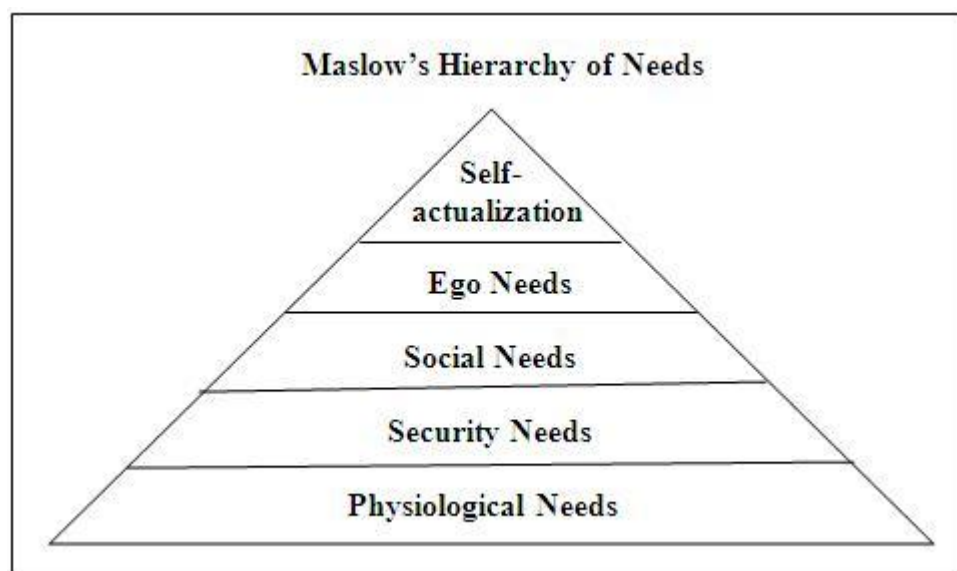 Maslow’s Hierarchy of Needs
Self-
actualization
Ego Needs
Social Needs
Security Needs
Physiological Needs